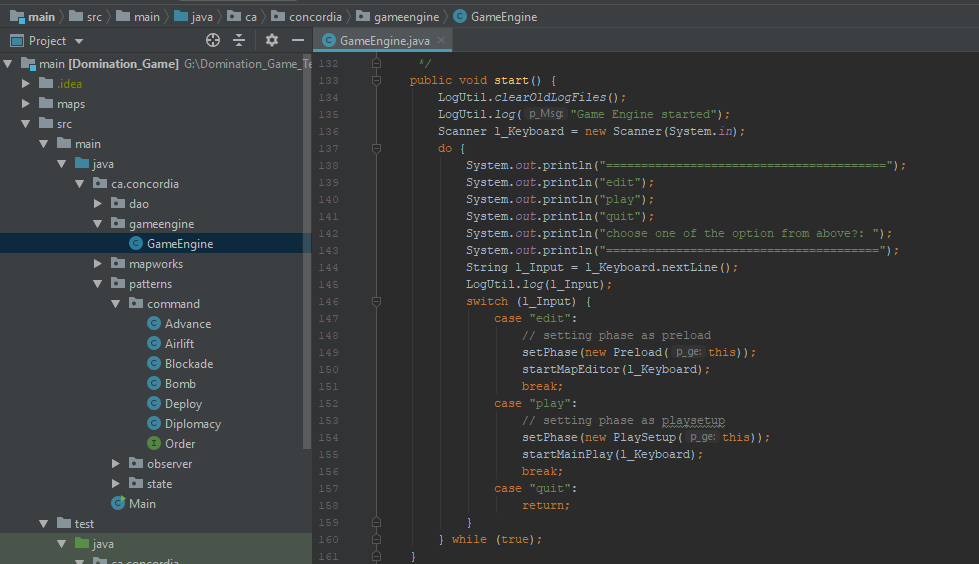 main src main java ca concordia gameengine GameEngine
Project
GameEngine.java
main [Domination_Game] G:\Domination_Game_Te
.idea
maps
src
main
java
ca.concordia
dao
gameengine
GameEngine
mapworks
patterns
command
Advance
Airlift
Blockade
Bomb
Deploy
Diplomacy
Order
observer
state
Main
test
java
ca.concordia
132 */
133 public void start() {
134 LogUtil.clearOldLogFiles();
135 LogUtil.log( p_Msg: "Game Engine started");
136 Scanner l_Keyboard = new Scanner(System.in);
137 do {
138 System.out.println("========================================");
139 System.out.println("edit");
140 System.out.println("play");
141 System.out.println("quit");
142 System.out.println("choose one of the option from above?: ");
143 System.out.println("=======================================");
144 String l_Input = l_Keyboard.nextLine();
145 LogUtil.log(l_Input);
146 switch (l_Input) {
147 case "edit":
148 // setting phase as preload
149 setPhase(new Preload( p_ge: this));
150 startMapEditor(l_Keyboard);
151 break;
152 case "play":
153 // setting phase as playsetup
154 setPhase(new PlaySetup( p_ge: this));
155 startMainPlay(l_Keyboard);
156 break;
157 case "quit":
158 return;
159 }
160 } while (true);
161 }